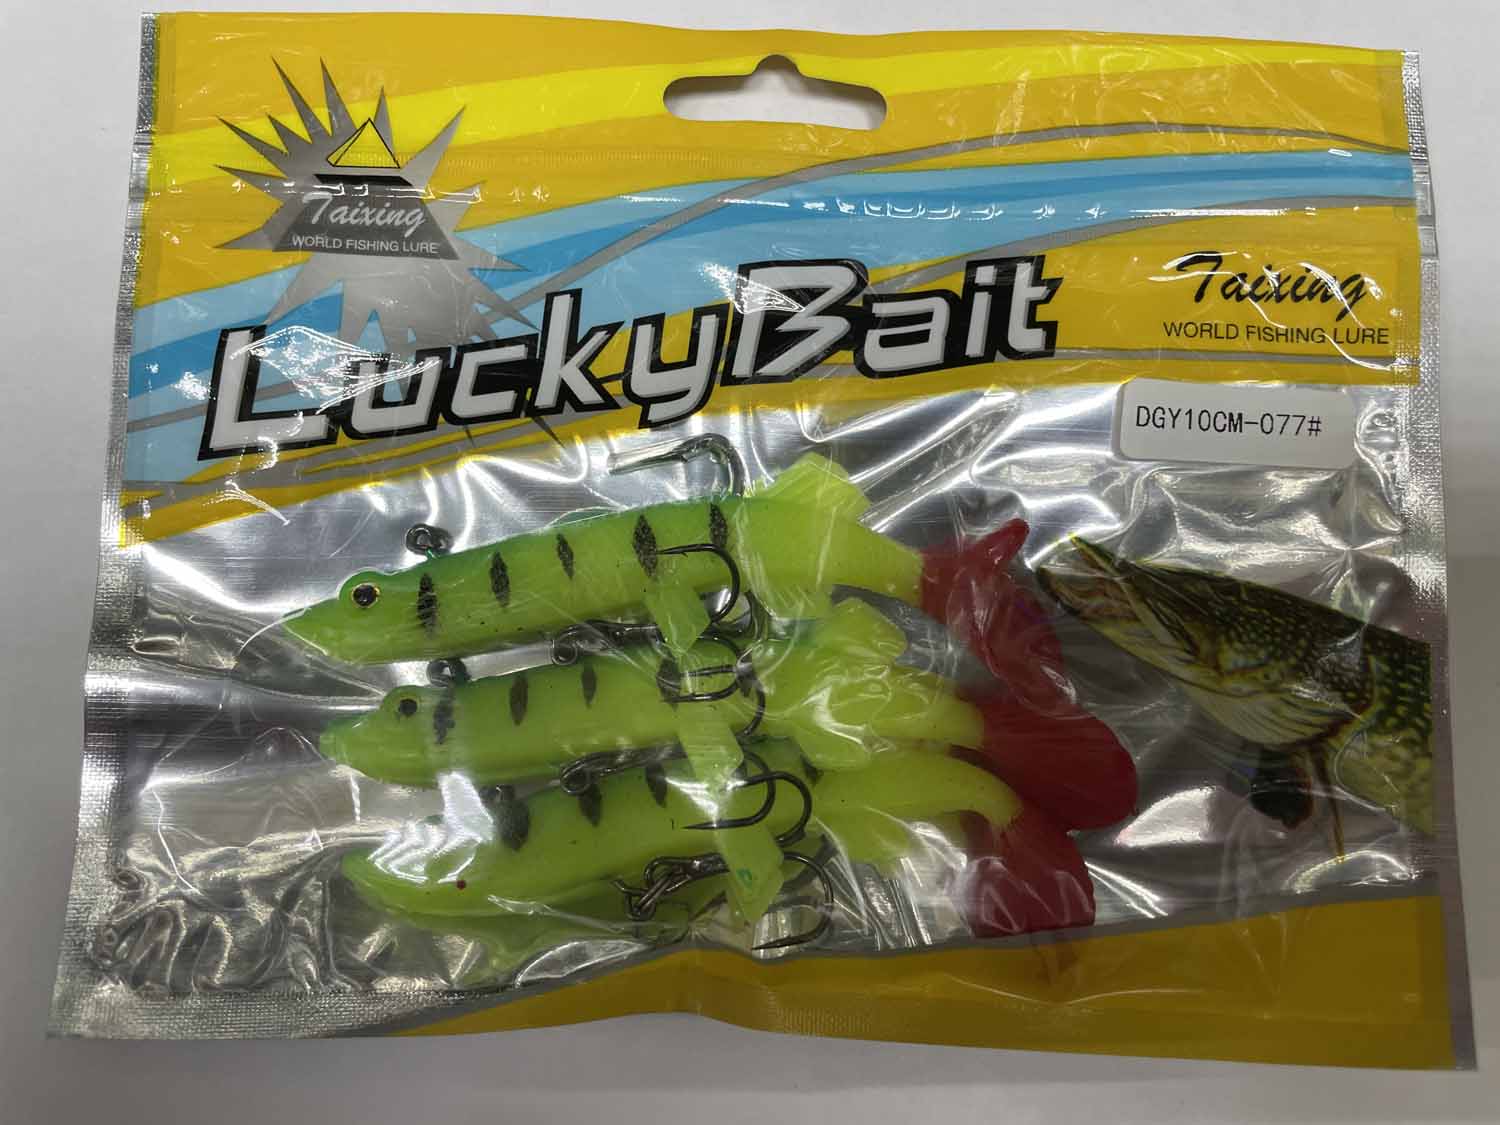 Taixing
WORLD FISHING LURE
LuckyBait
Taixing
WORLD FISHING LURE
DGY10CM-077#